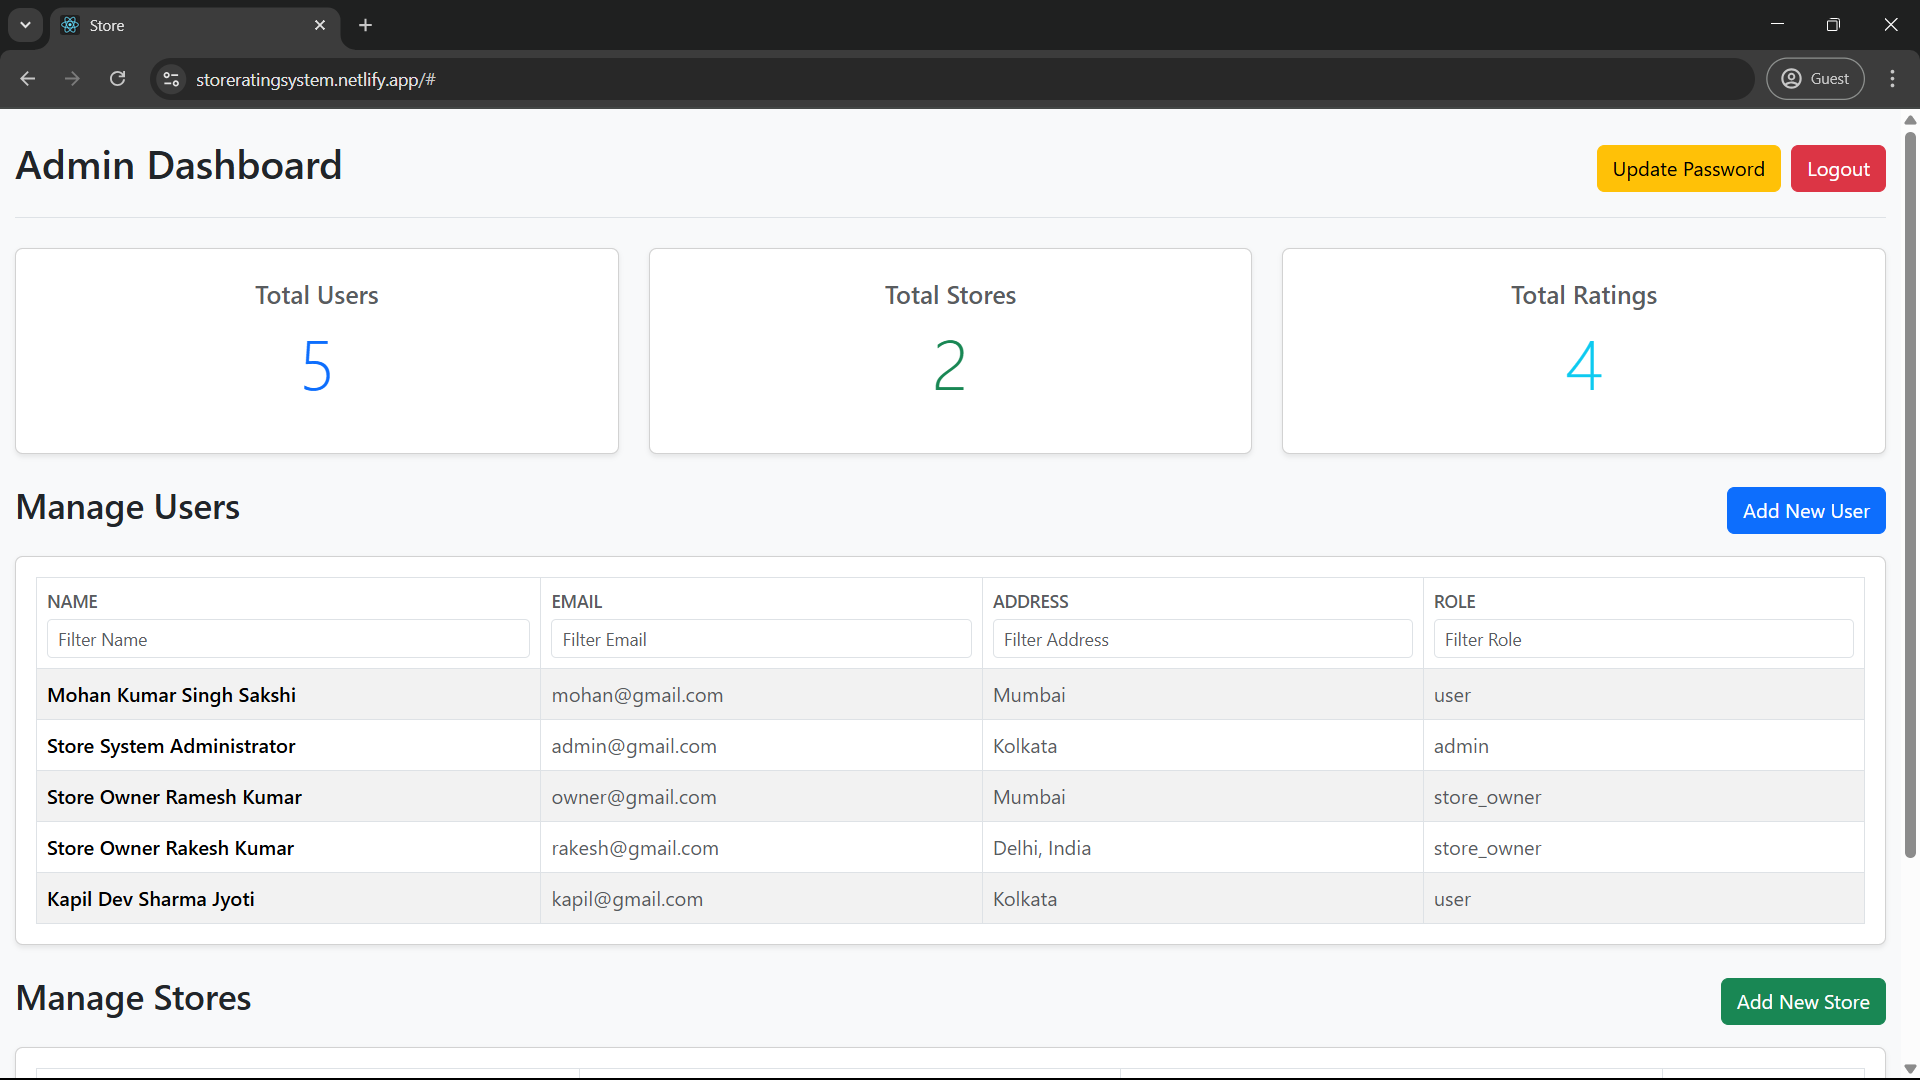 Store
storeratingsystem.netlify.app/#
Guest
Admin Dashboard
Update Password
Logout
Total Users
Total Stores
Total Ratings
5
2
4
Manage Users
Add New User
NAME EMAIL ADDRESS ROLE
Filter Name Filter Email Filter Address Filter Role
Mohan Kumar Singh Sakshi mohan@gmail.com Mumbai user
Store System Administrator admin@gmail.com Kolkata admin
Store Owner Ramesh Kumar owner@gmail.com Mumbai store_owner
Store Owner Rakesh Kumar rakesh@gmail.com Delhi, India store_owner
Kapil Dev Sharma Jyoti kapil@gmail.com Kolkata user
Manage Stores
Add New Store